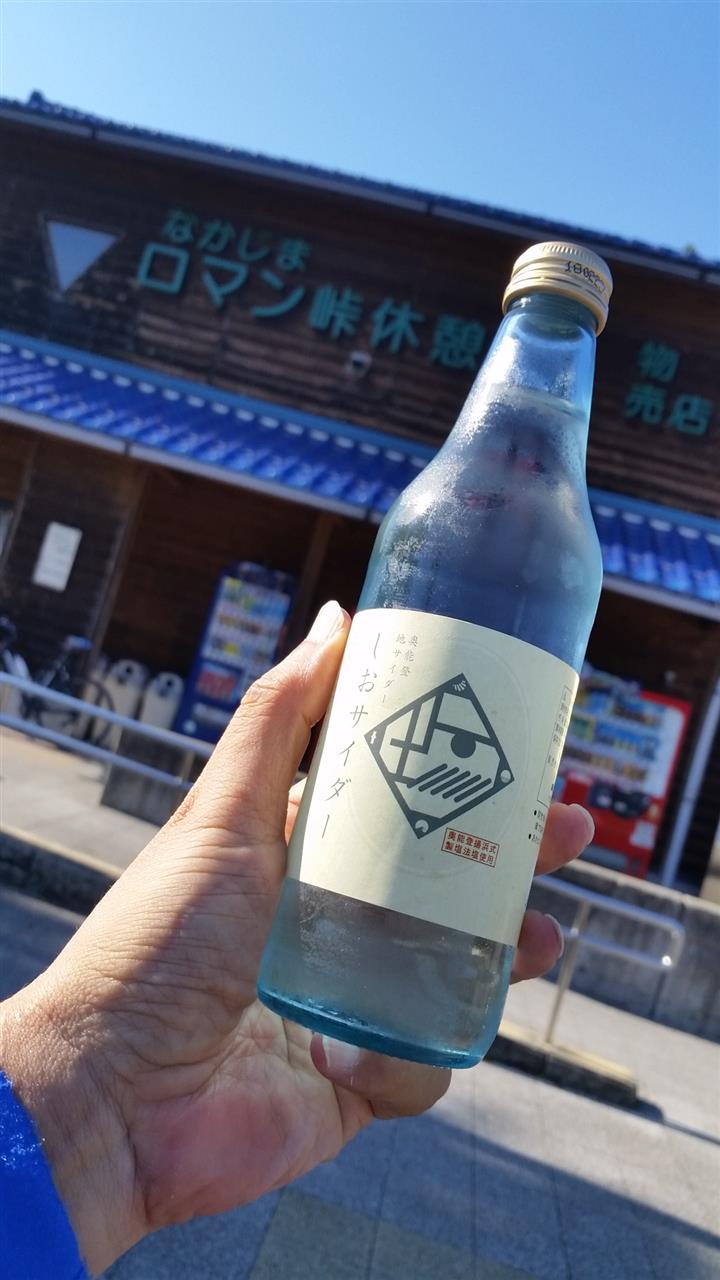 なかじま
ロマン峠休憩
物
売店
奥能登
地サイダー
しおサイダー
奥能登揚浜式
製塩法塩使用